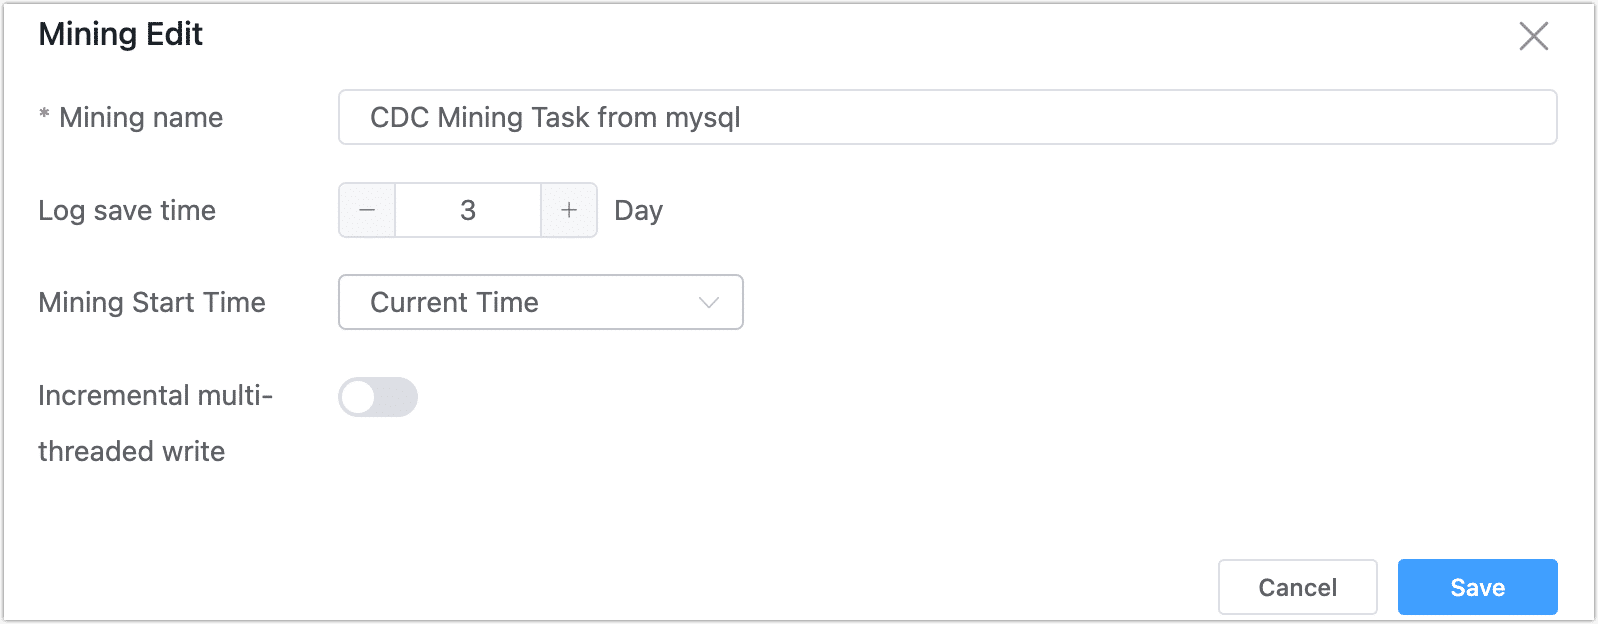 Mining Edit
* Mining name
CDC Mining Task from mysql
Log save time
− 3 + Day
Mining Start Time
Current Time
Incremental multi-
threaded write
Cancel
Save